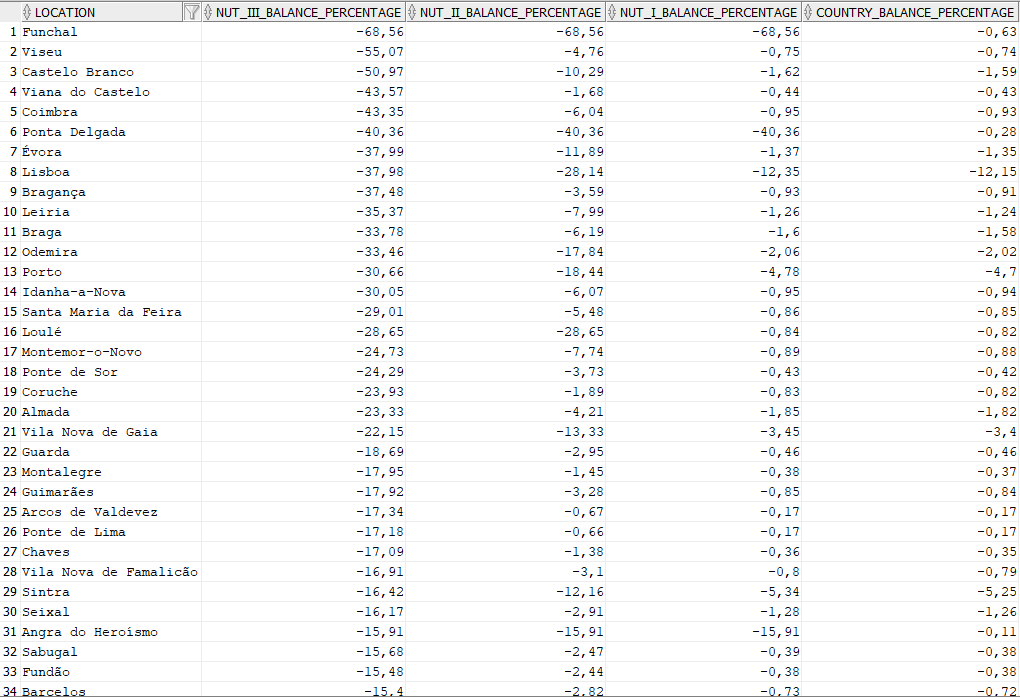 LOCATION NUT_III_BALANCE_PERCENTAGE NUT_II_BALANCE_PERCENTAGE NUT_I_BALANCE_PERCENTAGE COUNTRY_BALANCE_PERCENTAGE
1 Funchal -68,56 -68,56 -68,56 -0,63
2 Viseu -55,07 -4,76 -0,75 -0,74
3 Castelo Branco -50,97 -10,29 -1,62 -1,59
4 Viana do Castelo -43,57 -1,68 -0,44 -0,43
5 Coimbra -43,35 -6,04 -0,95 -0,93
6 Ponta Delgada -40,36 -40,36 -40,36 -0,28
7 Évora -37,99 -11,89 -1,37 -1,35
8 Lisboa -37,98 -28,14 -12,35 -12,15
9 Bragança -37,48 -3,59 -0,93 -0,91
10 Leiria -35,37 -7,99 -1,26 -1,24
11 Braga -33,78 -6,19 -1,6 -1,58
12 Odemira -33,46 -17,84 -2,06 -2,02
13 Porto -30,66 -18,44 -4,78 -4,7
14 Idanha-a-Nova -30,05 -6,07 -0,95 -0,94
15 Santa Maria da Feira -29,01 -5,48 -0,86 -0,85
16 Loulé -28,65 -28,65 -0,84 -0,82
17 Montemor-o-Novo -24,73 -7,74 -0,89 -0,88
18 Ponte de Sor -24,29 -3,73 -0,43 -0,42
19 Coruche -23,93 -1,89 -0,83 -0,82
20 Almada -23,33 -4,21 -1,85 -1,82
21 Vila Nova de Gaia -22,15 -13,33 -3,45 -3,4
22 Guarda -18,69 -2,95 -0,46 -0,46
23 Montalegre -17,95 -1,45 -0,38 -0,37
24 Guimarães -17,92 -3,28 -0,85 -0,84
25 Arcos de Valdevez -17,34 -0,67 -0,17 -0,17
26 Ponte de Lima -17,18 -0,66 -0,17 -0,17
27 Chaves -17,09 -1,38 -0,36 -0,35
28 Vila Nova de Famalicão -16,91 -3,1 -0,8 -0,79
29 Sintra -16,42 -12,16 -5,34 -5,25
30 Seixal -16,17 -2,91 -1,28 -1,26
31 Angra do Heroísmo -15,91 -15,91 -15,91 -0,11
32 Sabugal -15,68 -2,47 -0,39 -0,38
33 Fundão -15,48 -2,44 -0,38 -0,38
34 Barcelos -15,4 -2,82 -0,73 -0,72